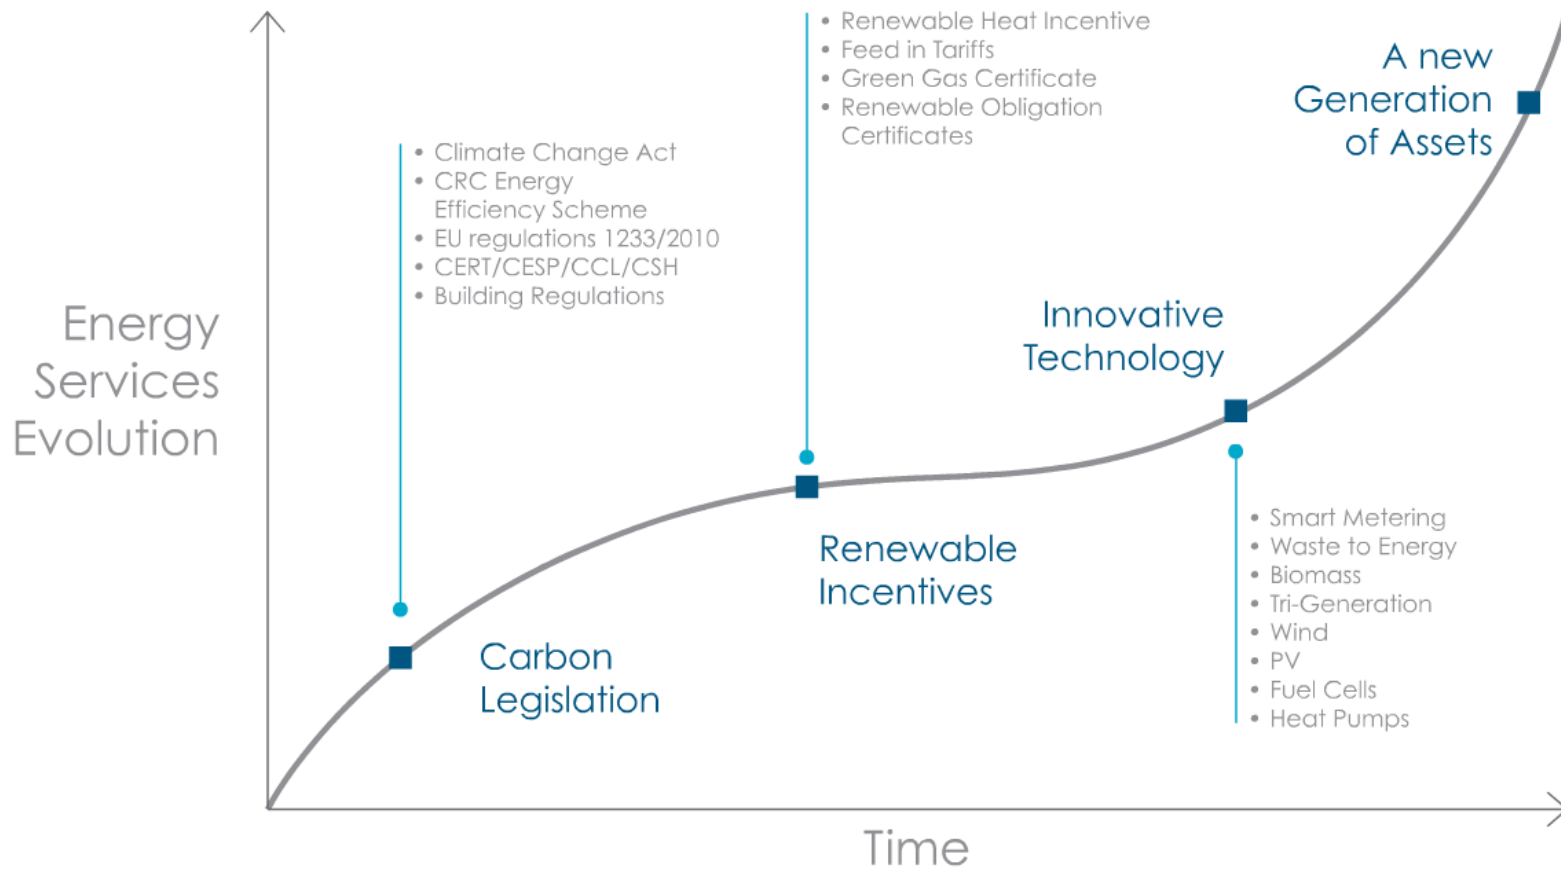 Energy
Services
Evolution
• Climate Change Act
• CRC Energy
Efficiency Scheme
• EU regulations 1233/2010
• CERT/CESP/CCL/CSH
• Building Regulations
Carbon
Legislation
• Renewable Heat Incentive
• Feed in Tariffs
• Green Gas Certificate
• Renewable Obligation
Certificates
Renewable
Incentives
Innovative
Technology
• Smart Metering
• Waste to Energy
• Biomass
• Tri-Generation
• Wind
• PV
• Fuel Cells
• Heat Pumps
A new
Generation
of Assets
Time